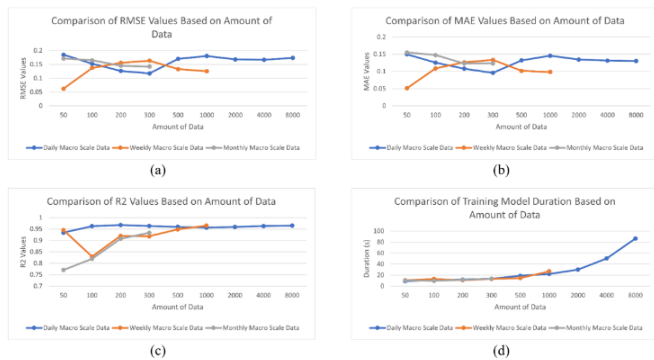 Comparison of RMSE Values Based on Amount of
Data
RMSE Values
0.2
0.15
0.1
0.05
0
50 100 200 300 500 1000 2000 4000 8000
Amount of Data
Daily Macro Scale Data Weekly Macro Scale Data Monthly Macro Scale Data
(a)
Comparison of MAE Values Based on Amount of Data
MAE Values
0.2
0.15
0.1
0.05
0
50 100 200 300 500 1000 2000 4000 8000
Amount of Data
Daily Macro Scale Data Weekly Macro Scale Data Monthly Macro Scale Data
(b)
Comparison of R2 Values Based on Amount of Data
R2 Values
1
0.95
0.9
0.85
0.8
0.75
0.7
50 100 200 300 500 1000 2000 4000 8000
Amount of Data
Daily Macro Scale Data Weekly Macro Scale Data Monthly Macro Scale Data
(c)
Comparison of Training Model Duration Based on
Amount of Data
Duration (s)
100
80
60
40
20
0
50 100 200 300 500 1000 2000 4000 8000
Amount of Data
Daily Macro Scale Data Weekly Macro Scale Data Monthly Macro Scale Data
(d)